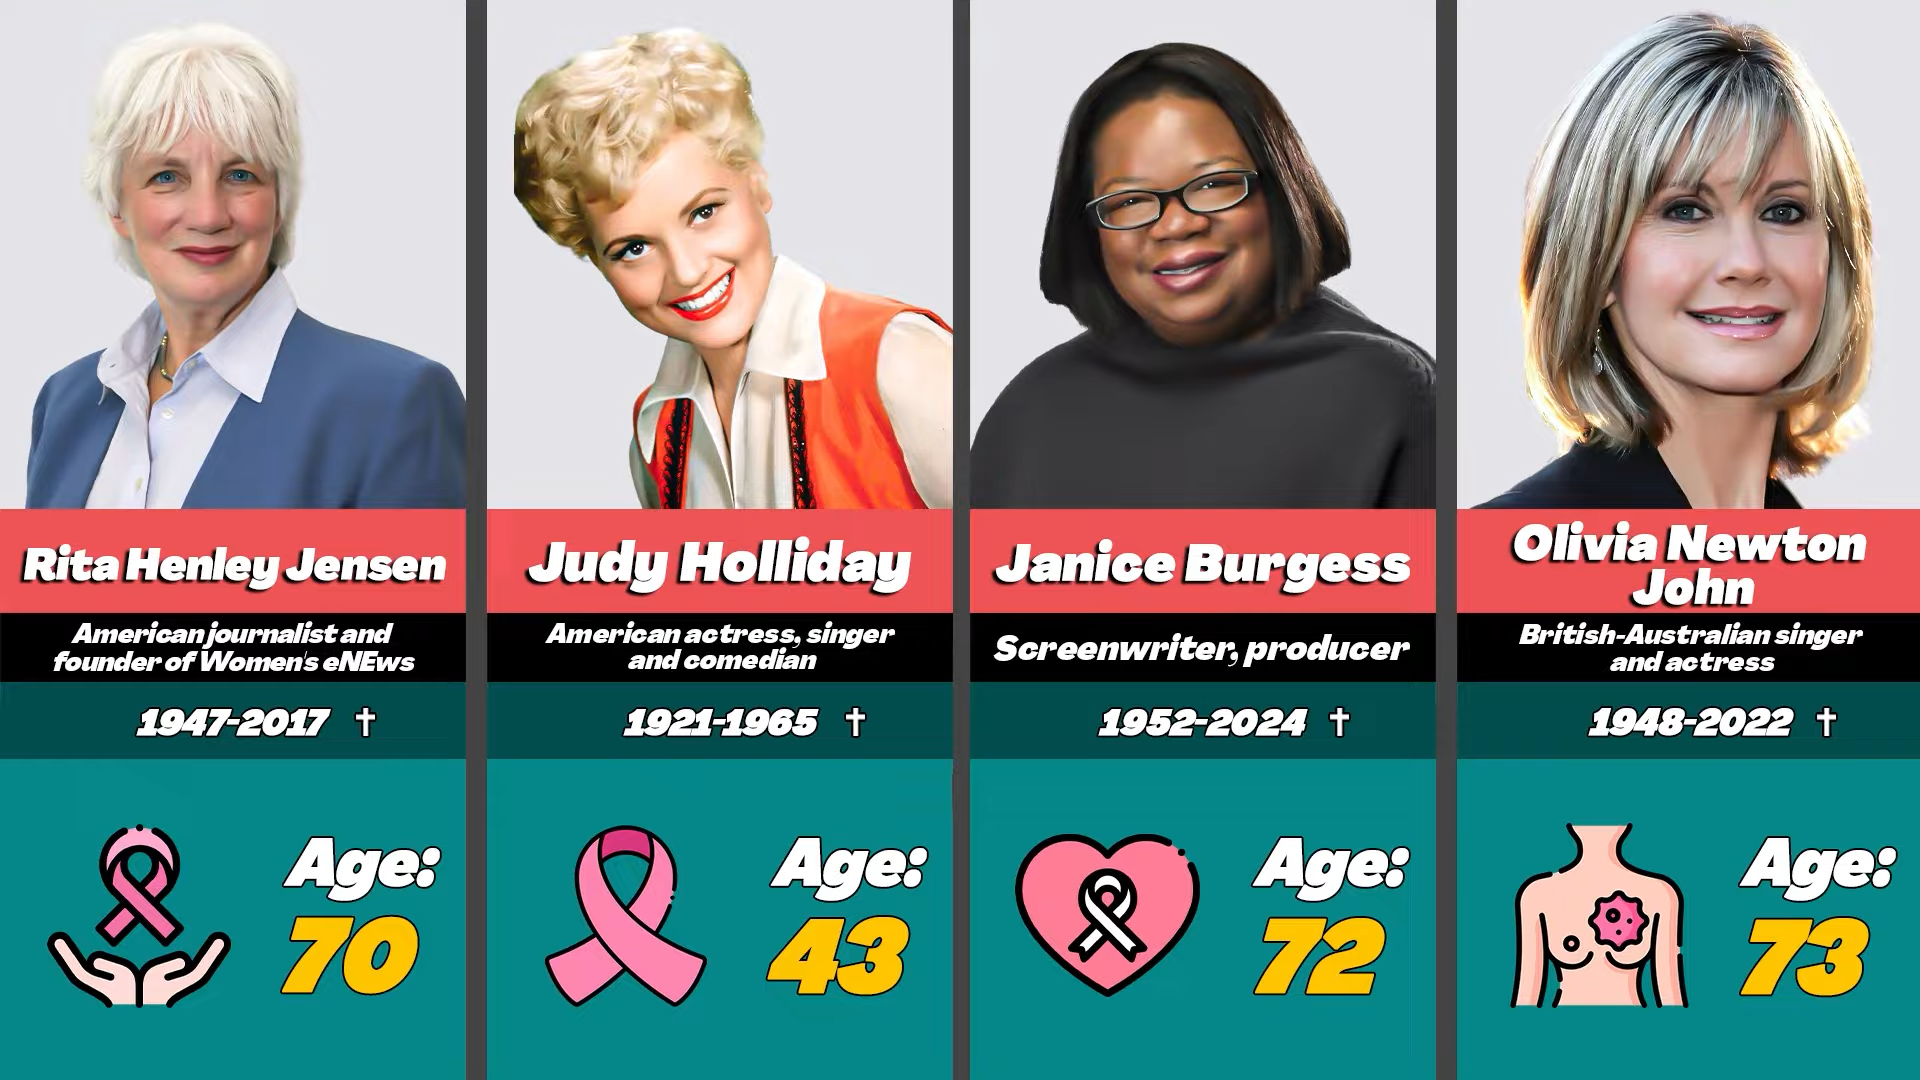 Rita Henley Jensen
American journalist and
founder of Women's eNEws
1947-2017 †
Age:
70
Judy Holliday
American actress, singer
and comedian
1921-1965 †
Age:
43
Janice Burgess
Screenwriter, producer
1952-2024 †
Age:
72
Olivia Newton
John
British-Australian singer
and actress
1948-2022 †
Age:
73